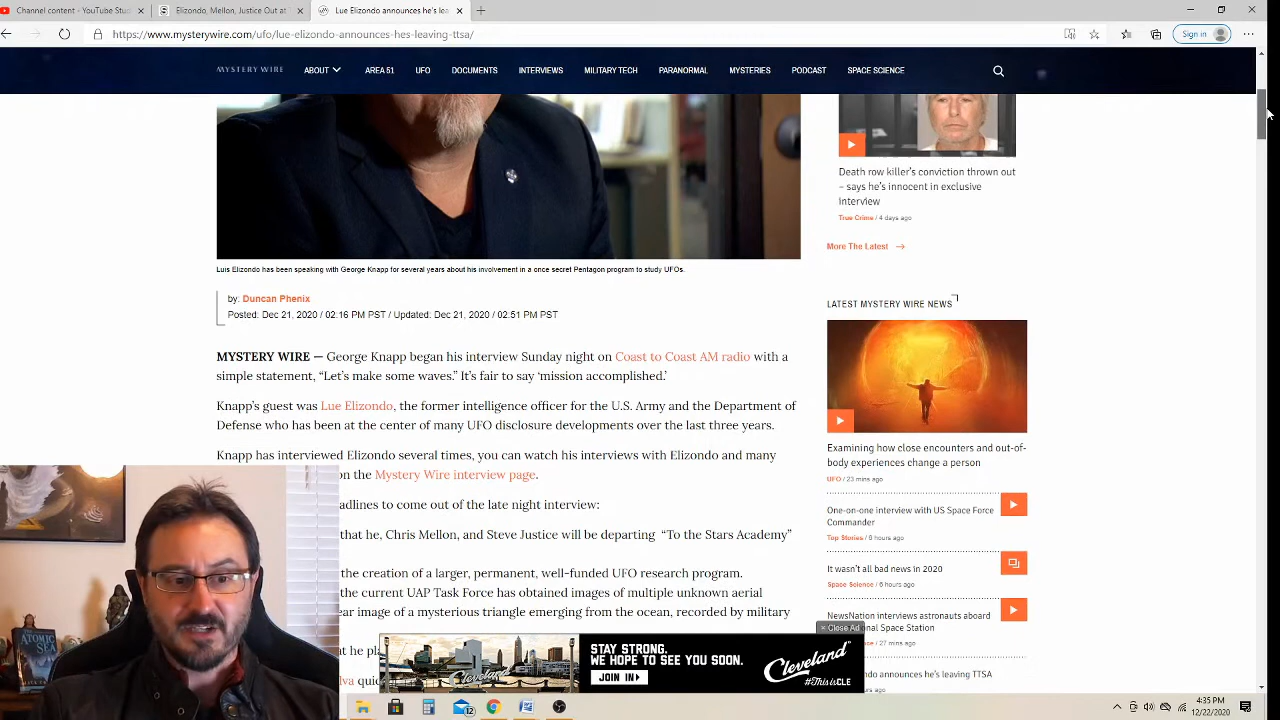 Channel content - YouTube Stud
Elizondo, Mellon, Justice Out at
Lue Elizondo announces he's lea
https://www.mysterywire.com/ufo/lue-elizondo-announces-hes-leaving-ttsa/
Sign in
MYSTERY WIRE
ABOUT
AREA 51
UFO
DOCUMENTS
INTERVIEWS
MILITARY TECH
PARANORMAL
MYSTERIES
PODCAST
SPACE SCIENCE
Luis Elizondo has been speaking with George Knapp for several years about his involvement in a once secret Pentagon program to study UFOs.
by: Duncan Phenix
Posted: Dec 21, 2020 / 02:16 PM PST / Updated: Dec 21, 2020 / 02:51 PM PST
MYSTERY WIRE — George Knapp began his interview Sunday night on Coast to Coast AM radio with a
simple statement, “Let’s make some waves.” It’s fair to say ‘mission accomplished.’
Knapp’s guest was Lue Elizondo, the former intelligence officer for the U.S. Army and the Department of
Defense who has been at the center of many UFO disclosure developments over the last three years.
Knapp has interviewed Elizondo several times, you can watch his interviews with Elizondo and many
on the Mystery Wire interview page.
adlines to come out of the late night interview:
that he, Chris Mellon, and Steve Justice will be departing “To the Stars Academy”
the creation of a larger, permanent, well-funded UFO research program.
the current UAP Task Force has obtained images of multiple unknown aerial
ear image of a mysterious triangle emerging from the ocean, recorded by military
at he pl
lva quic
Death row killer’s conviction thrown out
– says he’s innocent in exclusive
interview
True Crime / 4 days ago
More The Latest →
LATEST MYSTERY WIRE NEWS
Examining how close encounters and out-of-
body experiences change a person
UFO / 23 mins ago
One-on-one interview with US Space Force
Commander
Top Stories / 6 hours ago
It wasn’t all bad news in 2020
Space Science / 6 hours ago
NewsNation interviews astronauts aboard
nal Space Station
ce / 27 mins ago
ndo announces he’s leaving TTSA
rs ago
× Close Ad
STAY STRONG.
WE HOPE TO SEE YOU SOON.
JOIN IN
Cleveland
#ThisisCLE
ATOMIC
SEA
12
4:35 PM
12/22/2020